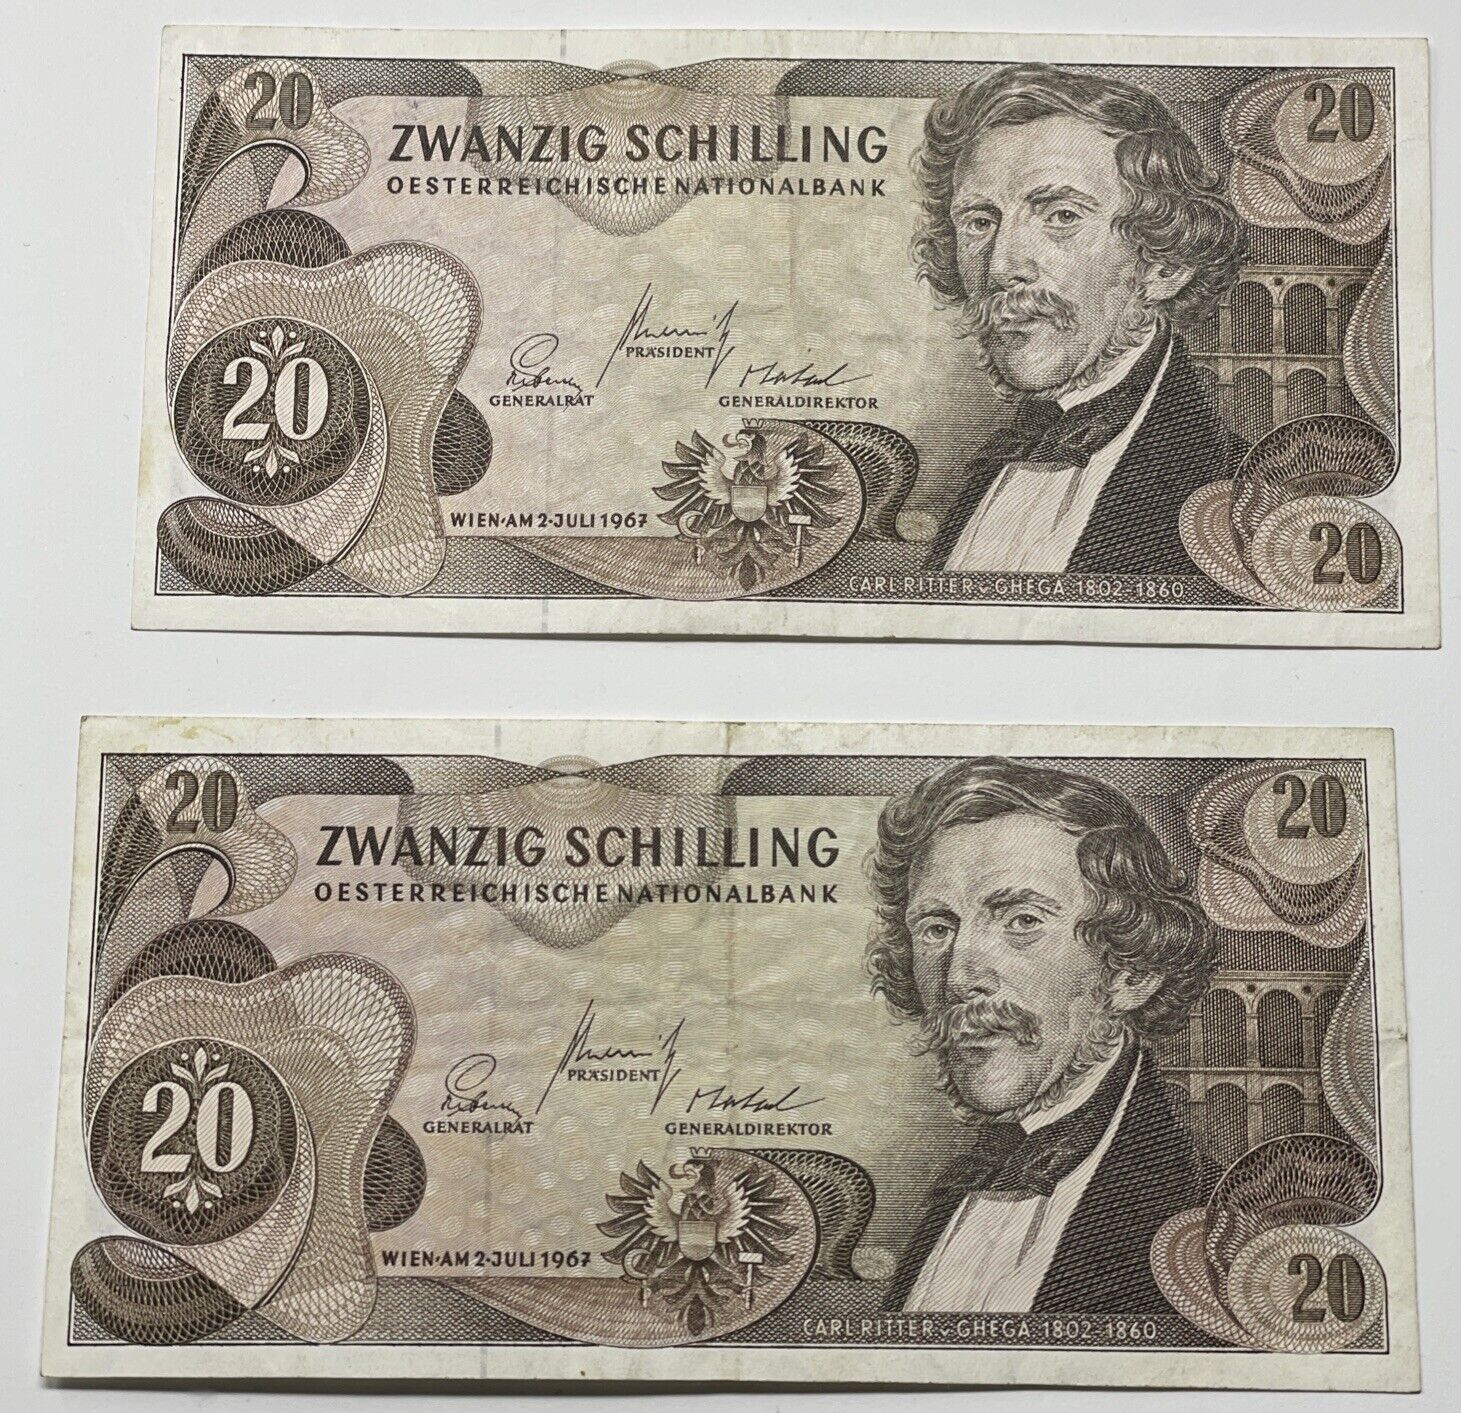 20
20
ZWANZIG SCHILLING
OESTERREICHISCHE NATIONALBANK
PRÄSIDENT
GENERALRAT
GENERALDIREKTOR
20
WIEN·AM 2·JULI 1967
20
CARL RITTER v GHEGA 1802-1860
20
20
ZWANZIG SCHILLING
OESTERREICHISCHE NATIONALBANK
PRÄSIDENT
GENERALRAT
GENERALDIREKTOR
20
WIEN·AM 2·JULI 1967
20
CARL RITTER v GHEGA 1802-1860